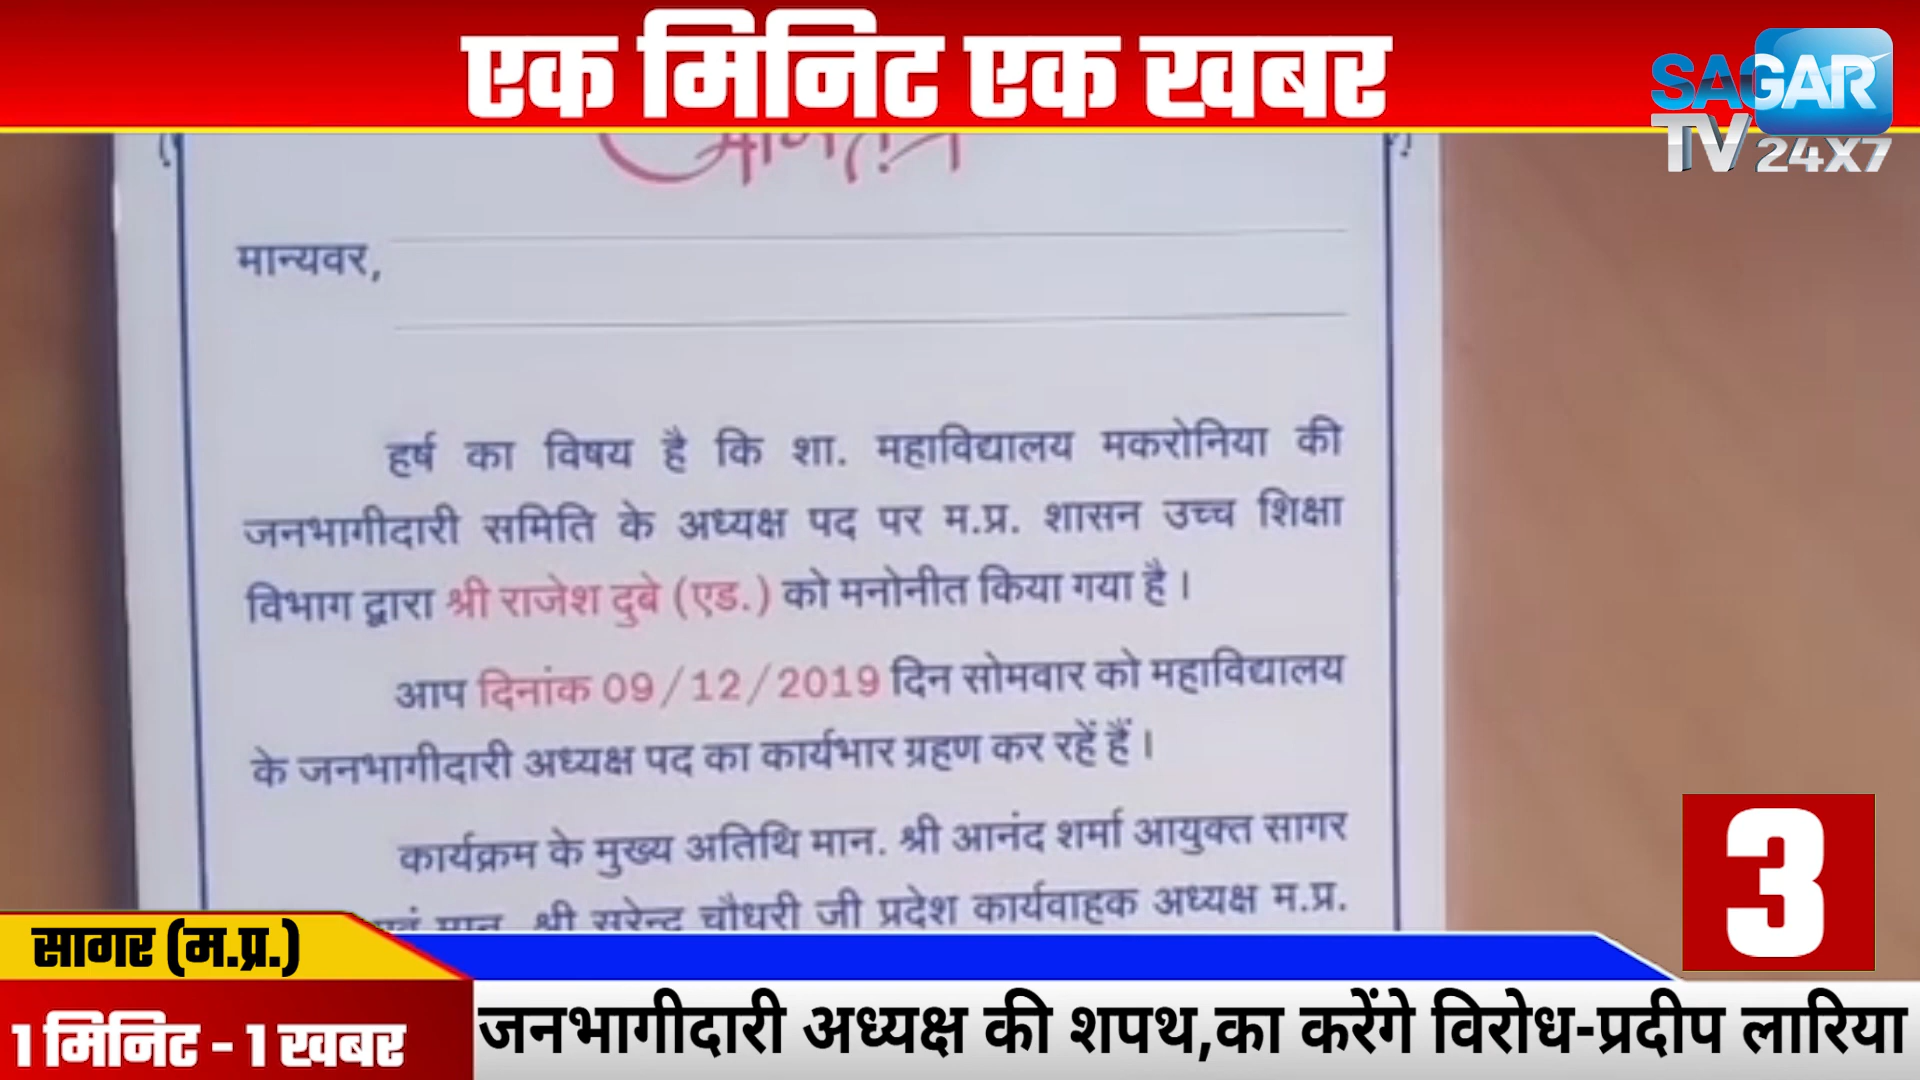 एक मिनिट एक खबर
SAGAR
TV 24X7
मान्यवर,
हर्ष का विषय है कि शा. महाविद्यालय मकरोनिया की
जनभागीदारी समिति के अध्यक्ष पद पर म.प्र. शासन उच्च शिक्षा
विभाग द्वारा श्री राजेश दुबे (एड.) को मनोनीत किया गया है ।
आप दिनांक 09/12/2019 दिन सोमवार को महाविद्यालय
के जनभागीदारी अध्यक्ष पद का कार्यभार ग्रहण कर रहें हैं ।
कार्यक्रम के मुख्य अतिथि मान. श्री आनंद शर्मा आयुक्त सागर
एवं मान. श्री सुरेन्द्र चौधरी जी प्रदेश कार्यवाहक अध्यक्ष म.प्र.
3
सागर (म.प्र.)
1 मिनिट - 1 खबर
जनभागीदारी अध्यक्ष की शपथ,का करेंगे विरोध-प्रदीप लारिया